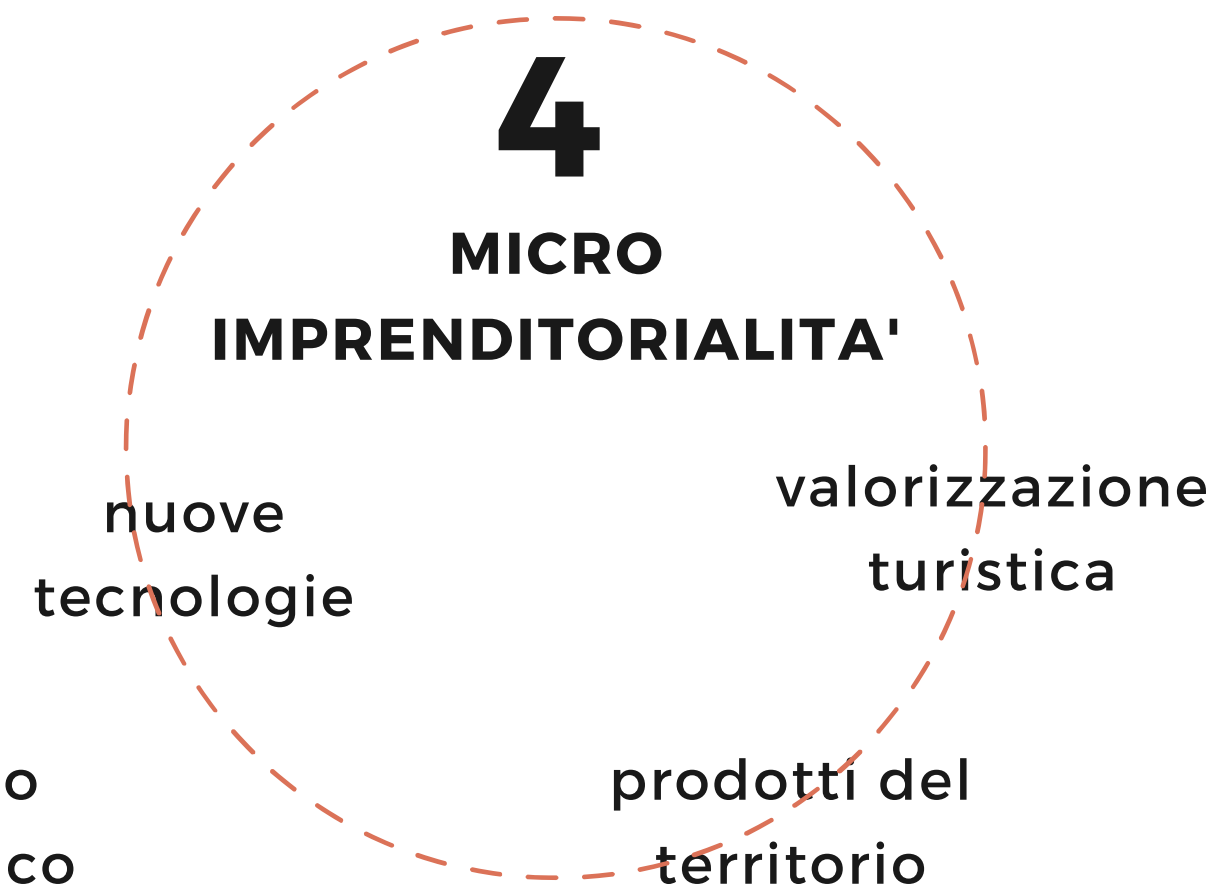 4
MICRO
IMPRENDITORIALITA'
nuove
tecnologie
valorizzazione
turistica
o
co
prodotti del
territorio